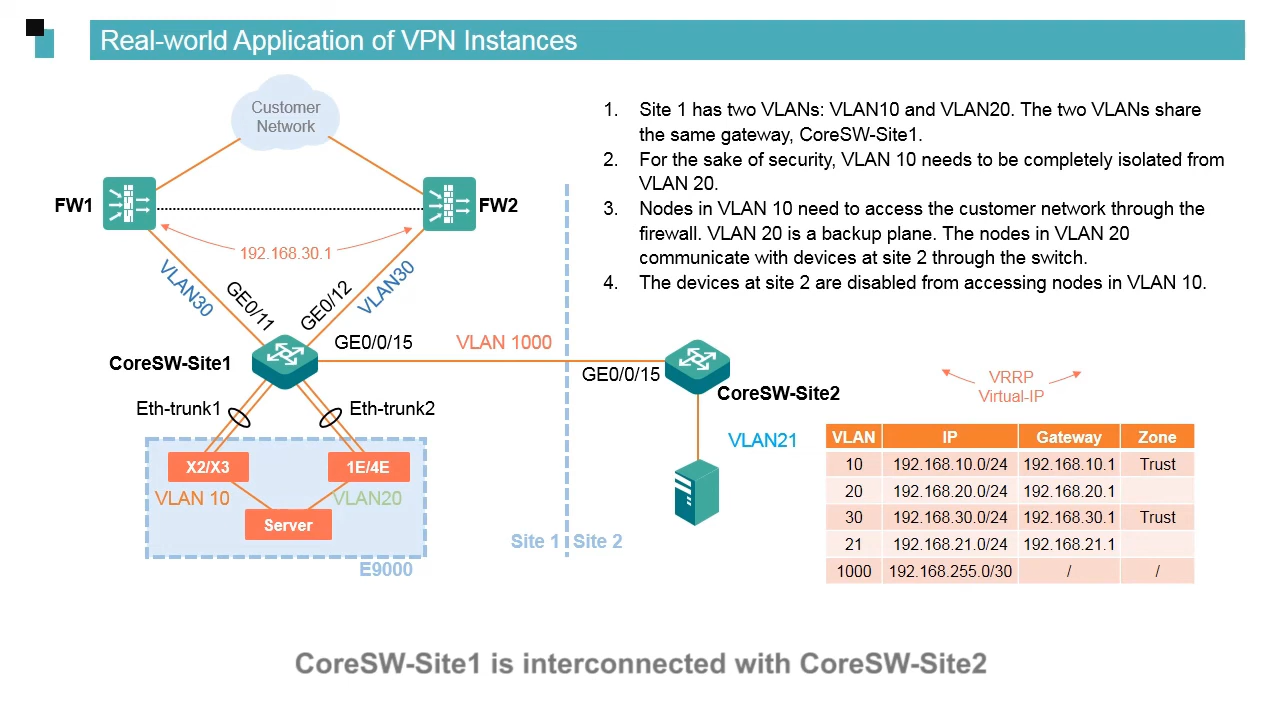 Real-world Application of VPN Instances
Customer
Network
FW1
FW2
192.168.30.1
VLAN30
GE0/11
GE0/12
VLAN30
CoreSW-Site1
GE0/0/15
VLAN 1000
GE0/0/15
CoreSW-Site2
Eth-trunk1
Eth-trunk2
X2/X3
1E/4E
VLAN 10
VLAN20
Server
E9000
Site 1
Site 2
VLAN21
1. Site 1 has two VLANs: VLAN10 and VLAN20. The two VLANs share
the same gateway, CoreSW-Site1.
2. For the sake of security, VLAN 10 needs to be completely isolated from
VLAN 20.
3. Nodes in VLAN 10 need to access the customer network through the
firewall. VLAN 20 is a backup plane. The nodes in VLAN 20
communicate with devices at site 2 through the switch.
4. The devices at site 2 are disabled from accessing nodes in VLAN 10.
VRRP
Virtual-IP
VLAN IP Gateway Zone
10 192.168.10.0/24 192.168.10.1 Trust
20 192.168.20.0/24 192.168.20.1
30 192.168.30.0/24 192.168.30.1 Trust
21 192.168.21.0/24 192.168.21.1
1000 192.168.255.0/30 / /
CoreSW-Site1 is interconnected with CoreSW-Site2